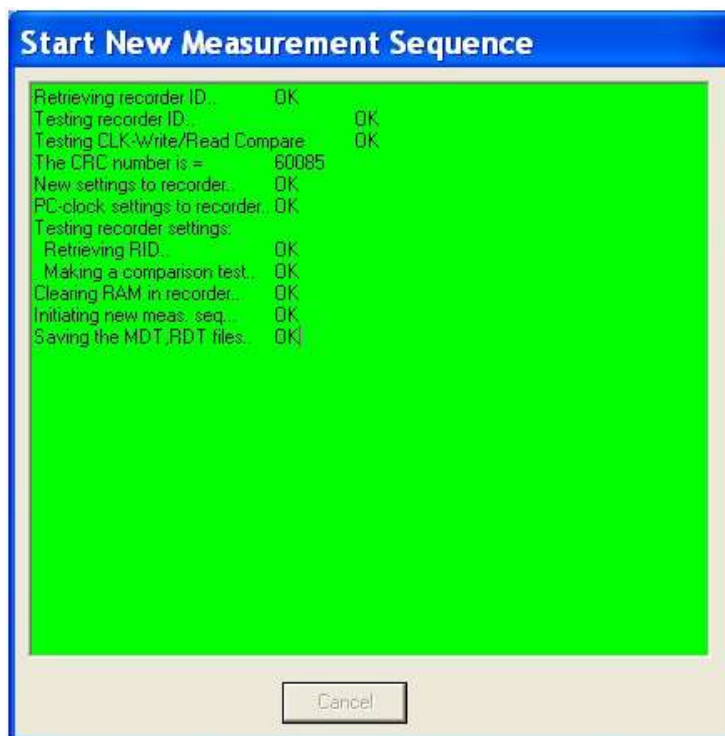 Start New Measurement Sequence
Retrieving recorder ID.. OK
Testing recorder ID.. OK
Testing CLK-Write/Read Compare OK
The CRC number is = 60085
New settings to recorder.. OK
PC-clock settings to recorder.. OK
Testing recorder settings:
Retrieving RID.. OK
Making a comparison test.. OK
Clearing RAM in recorder.. OK
Initiating new meas. seq... OK
Saving the MDT,RDT files.. OK
Cancel